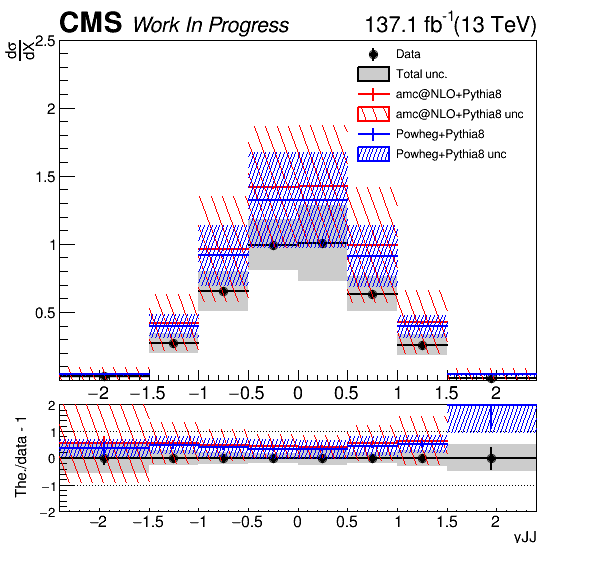 CMS Work In Progress 137.1 fb-1(13 TeV)
dσ
dX
2.5
2
1.5
1
0.5
Data
Total unc.
amc@NLO+Pythia8
amc@NLO+Pythia8 unc
Powheg+Pythia8
Powheg+Pythia8 unc
−2 −1.5 −1 −0.5 0 0.5 1 1.5 2
The./data - 1
2
1
0
−1
−2
−2 −1.5 −1 −0.5 0 0.5 1 1.5 2
yJJ